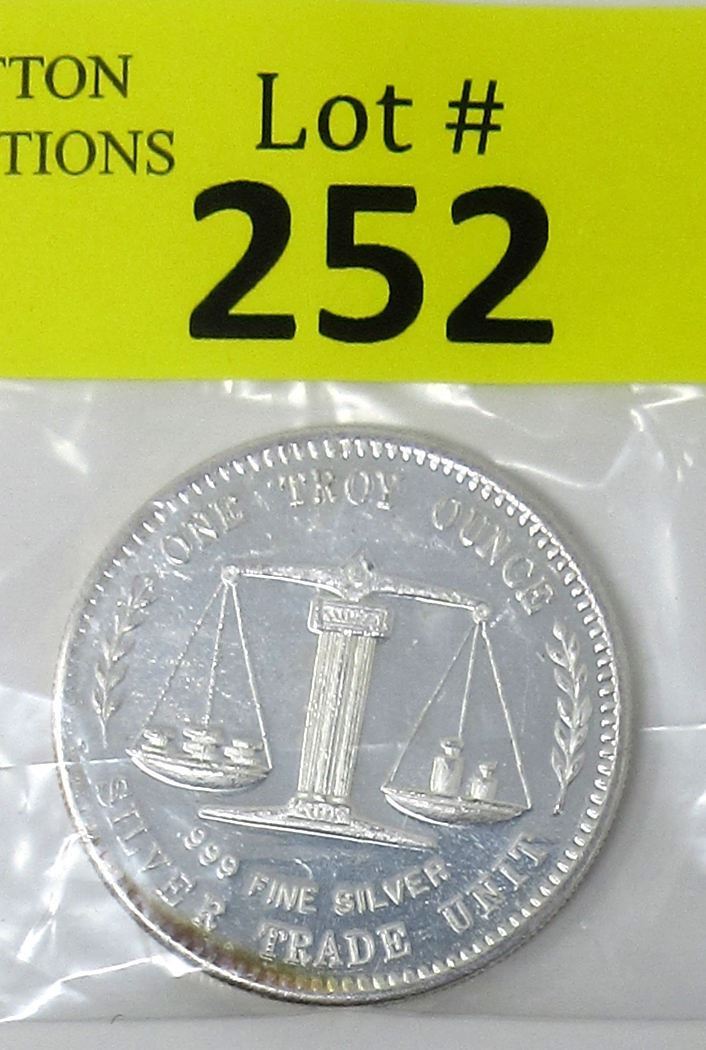 TTON
TIONS
Lot #
252
ONE TROY OUNCE
999 FINE SILVER
SILVER TRADE UNIT